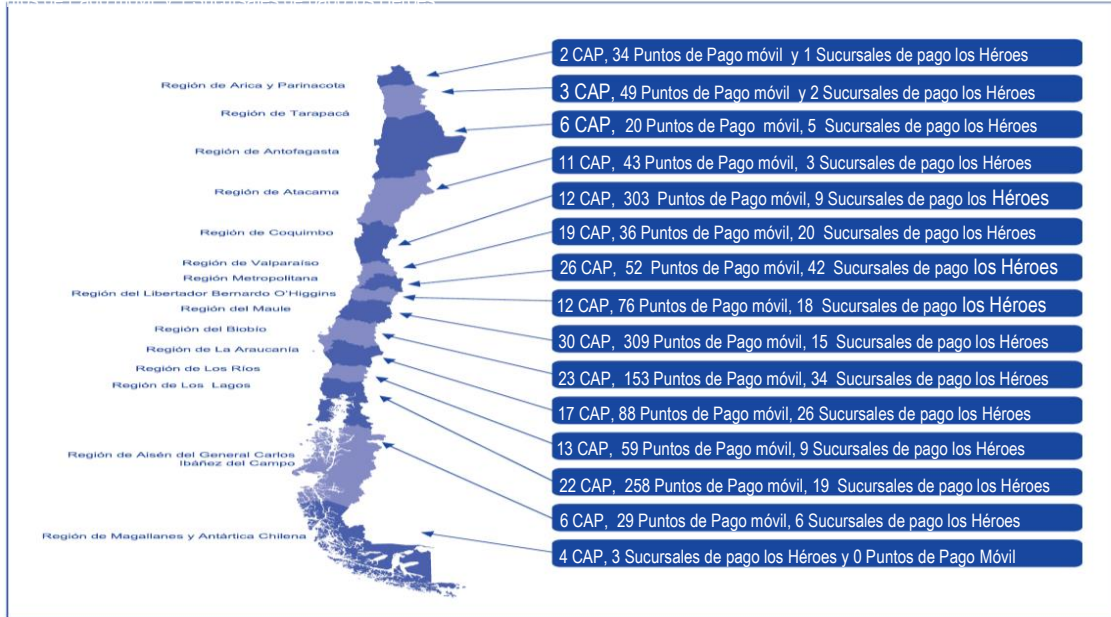 2 CAP, 34 Puntos de Pago móvil y 1 Sucursales de pago los Héroes
Región de Arica y Parinacota
3 CAP, 49 Puntos de Pago móvil y 2 Sucursales de pago los Héroes
Región de Tarapacá
6 CAP, 20 Puntos de Pago móvil, 5 Sucursales de pago los Héroes
Región de Antofagasta
11 CAP, 43 Puntos de Pago móvil, 3 Sucursales de pago los Héroes
Región de Atacama
12 CAP, 303 Puntos de Pago móvil, 9 Sucursales de pago los Héroes
Región de Coquimbo
19 CAP, 36 Puntos de Pago móvil, 20 Sucursales de pago los Héroes
Región de Valparaíso
26 CAP, 52 Puntos de Pago móvil, 42 Sucursales de pago los Héroes
Región Metropolitana
Región del Libertador Bernardo O'Higgins
12 CAP, 76 Puntos de Pago móvil, 18 Sucursales de pago los Héroes
Región del Maule
30 CAP, 309 Puntos de Pago móvil, 15 Sucursales de pago los Héroes
Región del Biobío
Región de La Araucanía
23 CAP, 153 Puntos de Pago móvil, 34 Sucursales de pago los Héroes
Región de Los Ríos
Región de Los Lagos
17 CAP, 88 Puntos de Pago móvil, 26 Sucursales de pago los Héroes
13 CAP, 59 Puntos de Pago móvil, 9 Sucursales de pago los Héroes
Región de Aisén del General Carlos
Ibáñez del Campo
22 CAP, 258 Puntos de Pago móvil, 19 Sucursales de pago los Héroes
6 CAP, 29 Puntos de Pago móvil, 6 Sucursales de pago los Héroes
Región de Magallanes y Antártica Chilena
4 CAP, 3 Sucursales de pago los Héroes y 0 Puntos de Pago Móvil